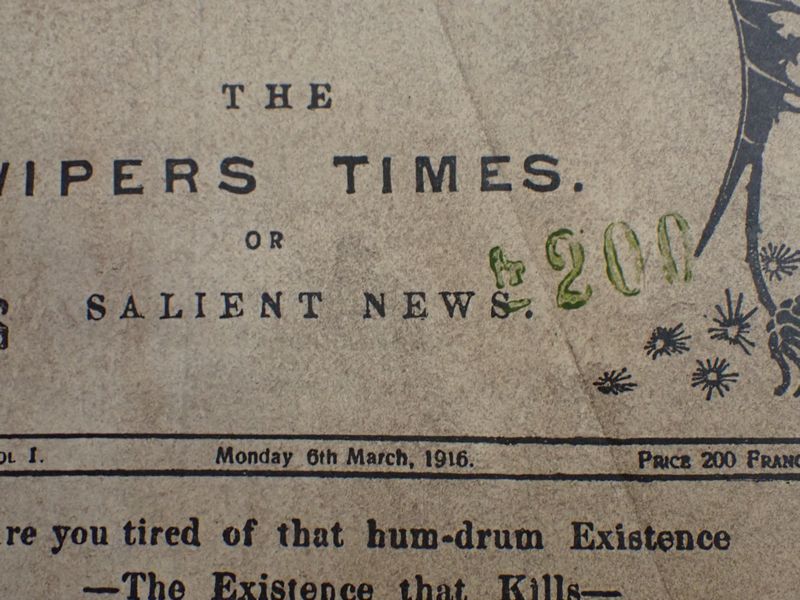 THE
WIPERS TIMES.
OR
SALIENT NEWS.
200
OL I.
Monday 6th March, 1916.
PRICE 200 FRANC
re you tired of that hum-drum Existence
—The Existence that Kills—